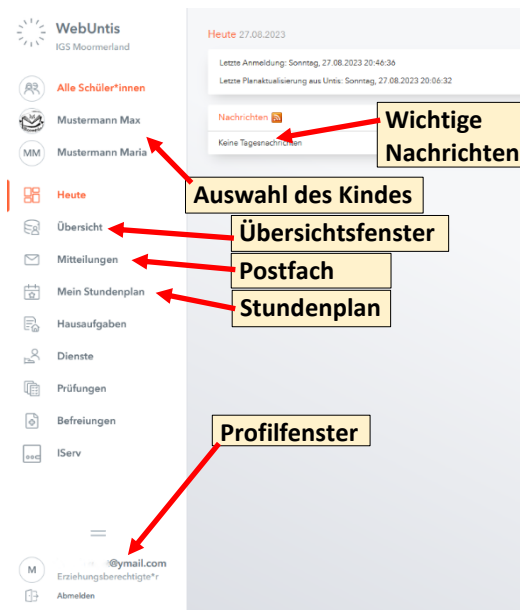 WebUntis
IGS Moormerland
Alle Schüler*innen
Mustermann Max
MM
Mustermann Maria
Heute
Übersicht
Mitteilungen
Mein Stundenplan
Hausaufgaben
Dienste
Prüfungen
Befreiungen
IServ
M
@ymail.com
Erziehungsberechtigte*r
Abmelden
Heute 27.08.2023
Letzte Anmeldung: Sonntag, 27.08.2023 20:46:36
Letzte Planaktualisierung aus Untis: Sonntag, 27.08.2023 20:06:32
Nachrichten
Keine Tagesnachrichten
Wichtige
Nachrichten
Auswahl des Kindes
Übersichtsfenster
Postfach
Stundenplan
Profilfenster